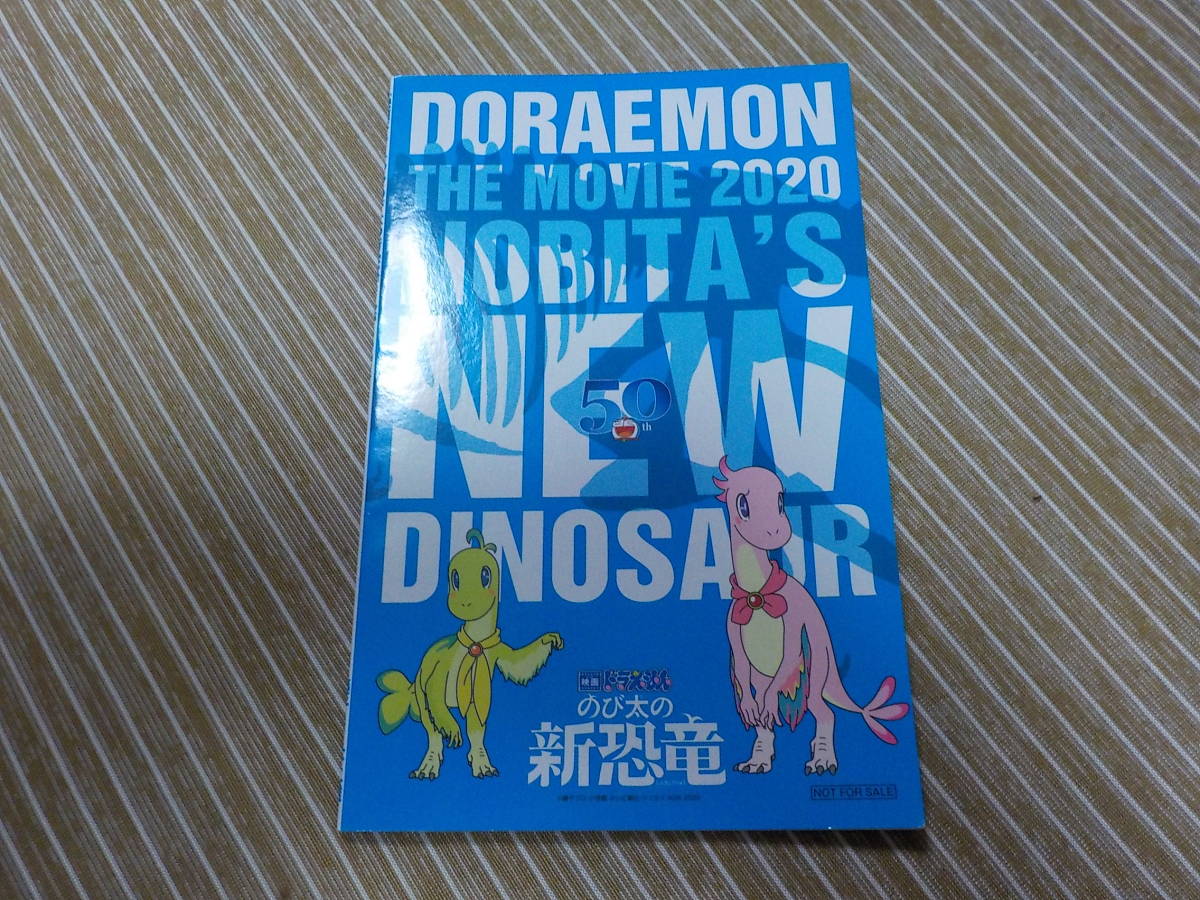 DORAEMON
THE MOVIE 2020
NOBITA'S
NEW
50th
DINOSAUR
映画ドラえもん
のび太の
新恐竜
NOT FOR SALE